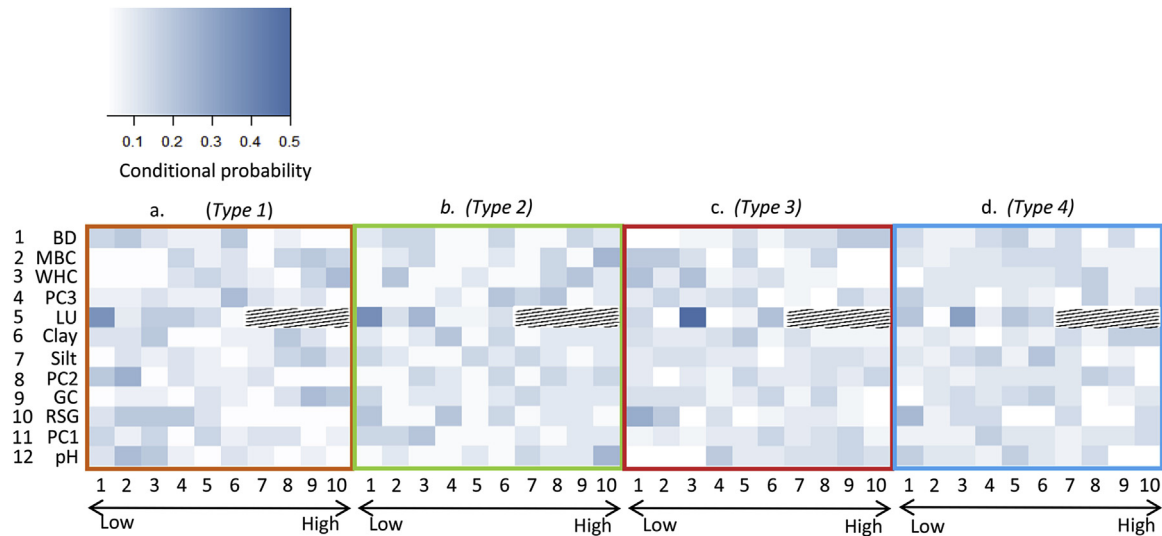 0.1 0.2 0.3 0.4 0.5
Conditional probability
a. (Type 1) b. (Type 2) c. (Type 3) d. (Type 4)
1 BD
2 MBC
3 WHC
4 PC3
5 LU
6 Clay
7 Silt
8 PC2
9 GC
10 RSG
11 PC1
12 pH
1 2 3 4 5 6 7 8 9 10 1 2 3 4 5 6 7 8 9 10 1 2 3 4 5 6 7 8 9 10 1 2 3 4 5 6 7 8 9 10
Low High Low High Low High Low High